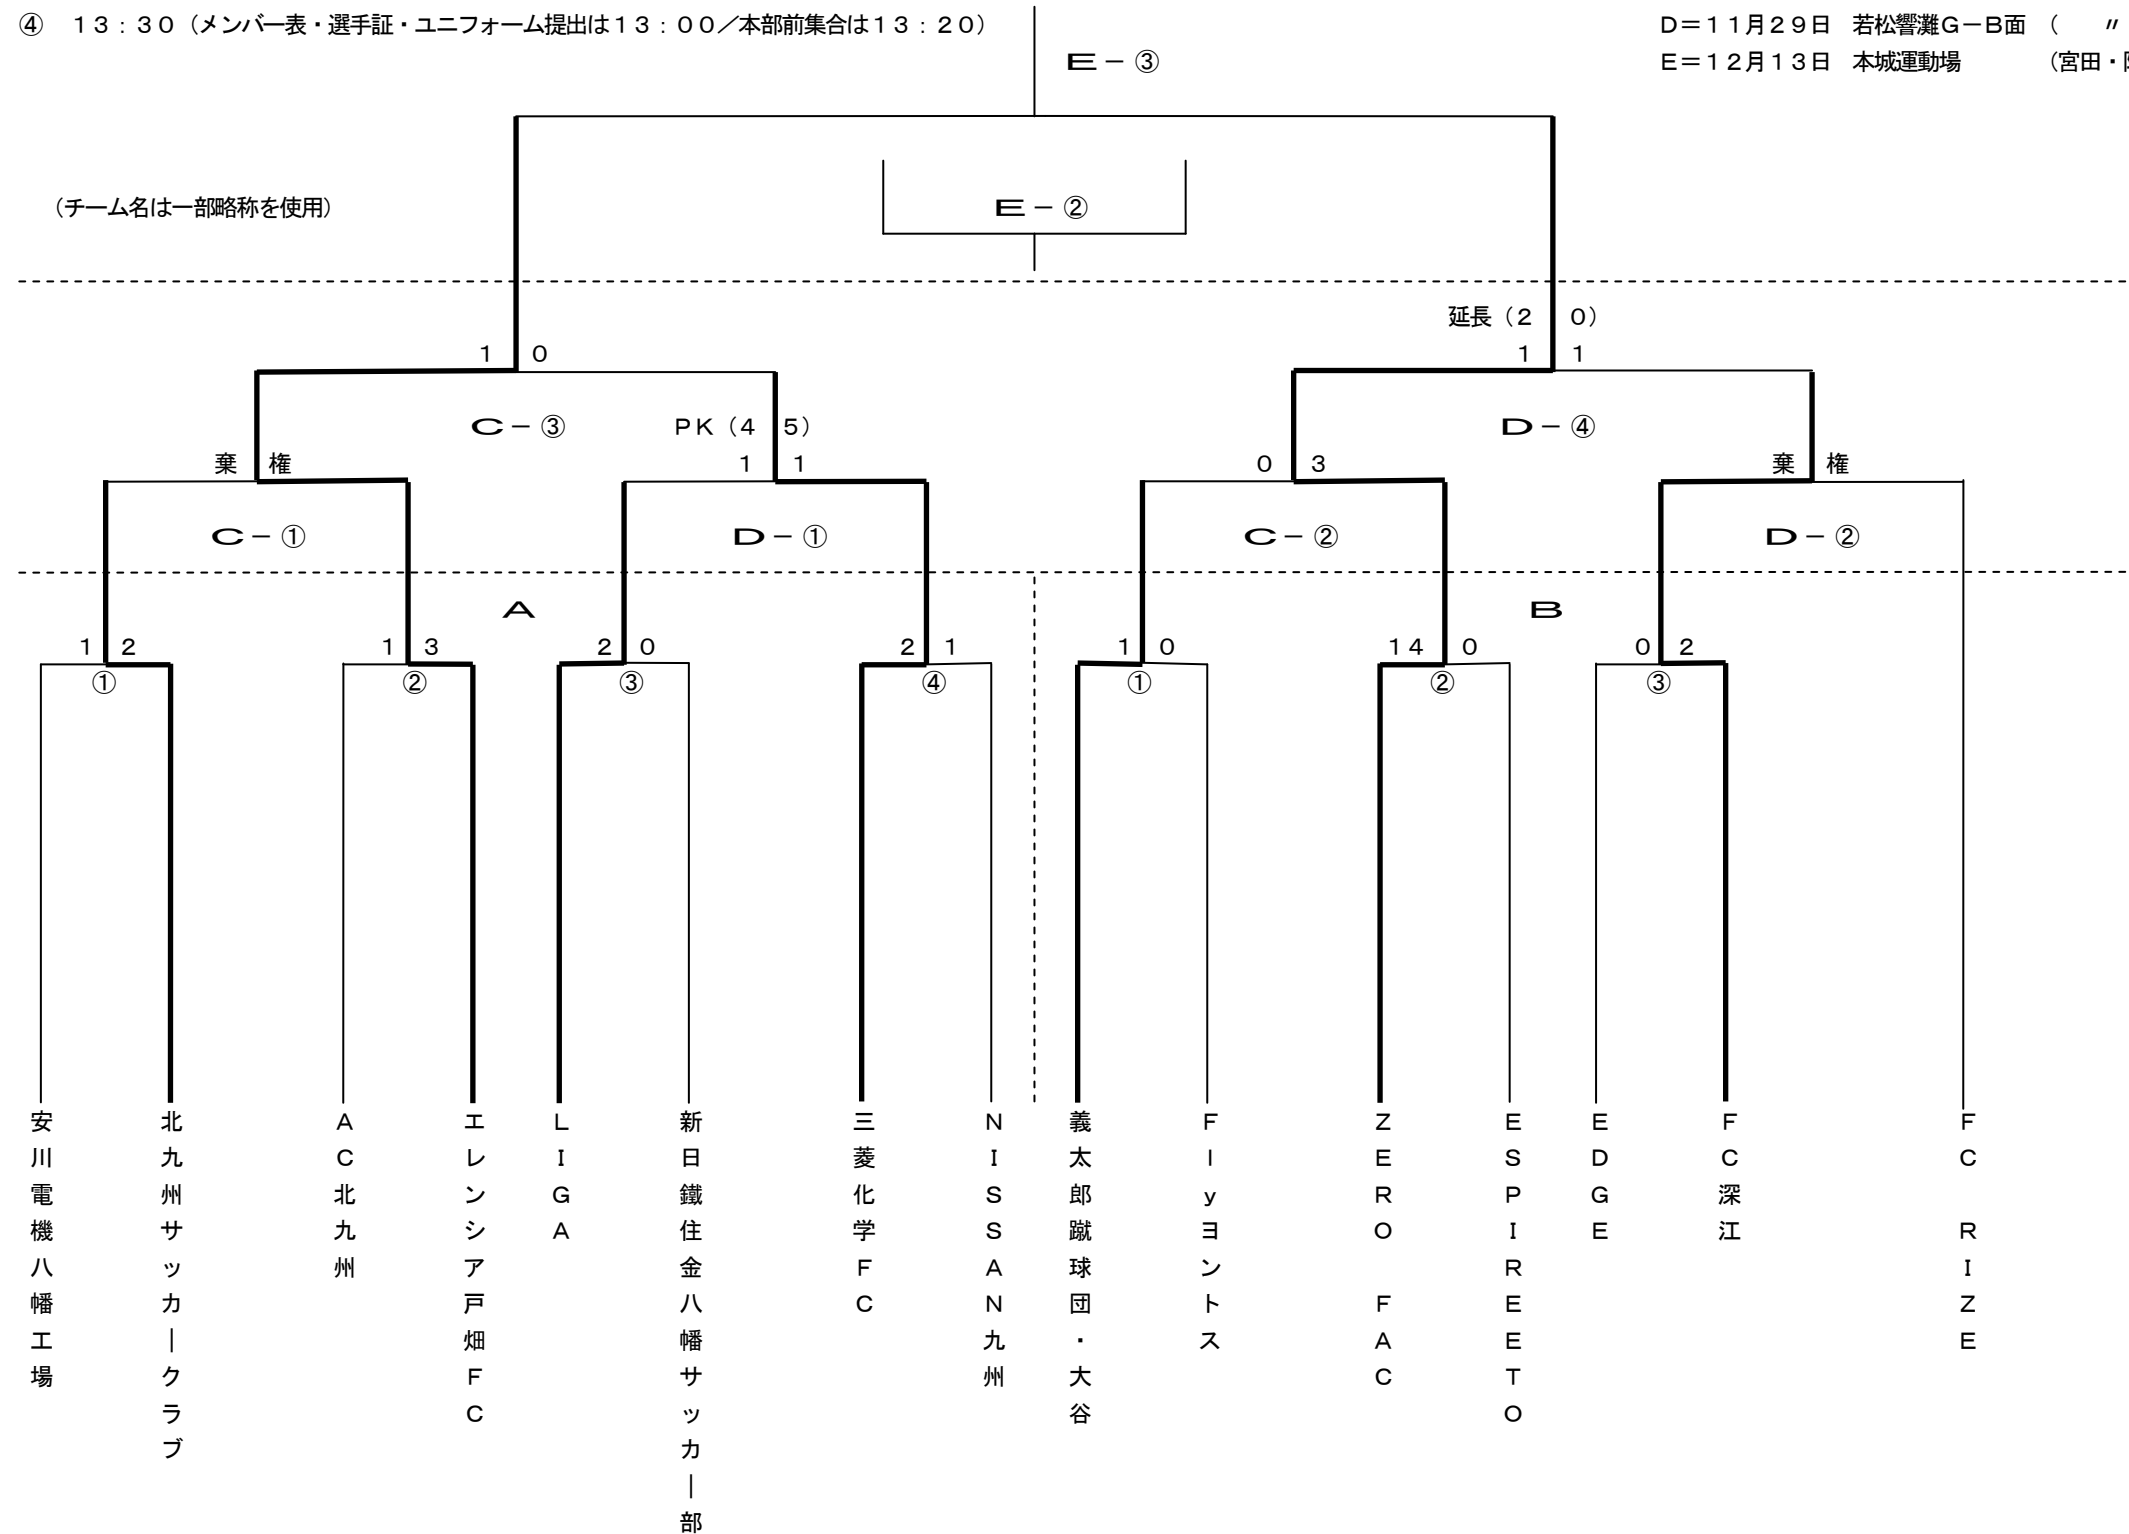 ④　１３：３０（メンバー表・選手証・ユニフォーム提出は１３：００／本部前集合は１３：２０）
D＝１１月２９日　若松響灘G－B面　（　　〃
E＝１２月１３日　本城運動場　（宮田・
E－③
（チーム名は一部略称を使用）
E－②
延長（２　０）
１　０
１　１
C－③
PK（４　５）
D－④
棄　権
１　１
０　３
棄　権
C－①
D－①
C－②
D－②
A
B
１　２
１　３
２　０
２　１
１　０
１４　０
０　２
①
②
③
④
①
②
③
安川電機八幡工場
北九州サッカークラブ
AC北九州
エレンシア戸畑FC
LIGA
新日鐵住金八幡サッカー部
三菱化学FC
NISSAN九州
義太郎蹴球団・大谷
Flyヨントス
ZERO　FAC
ESPIREETO
EDGE
FC深江
FC　RIZE